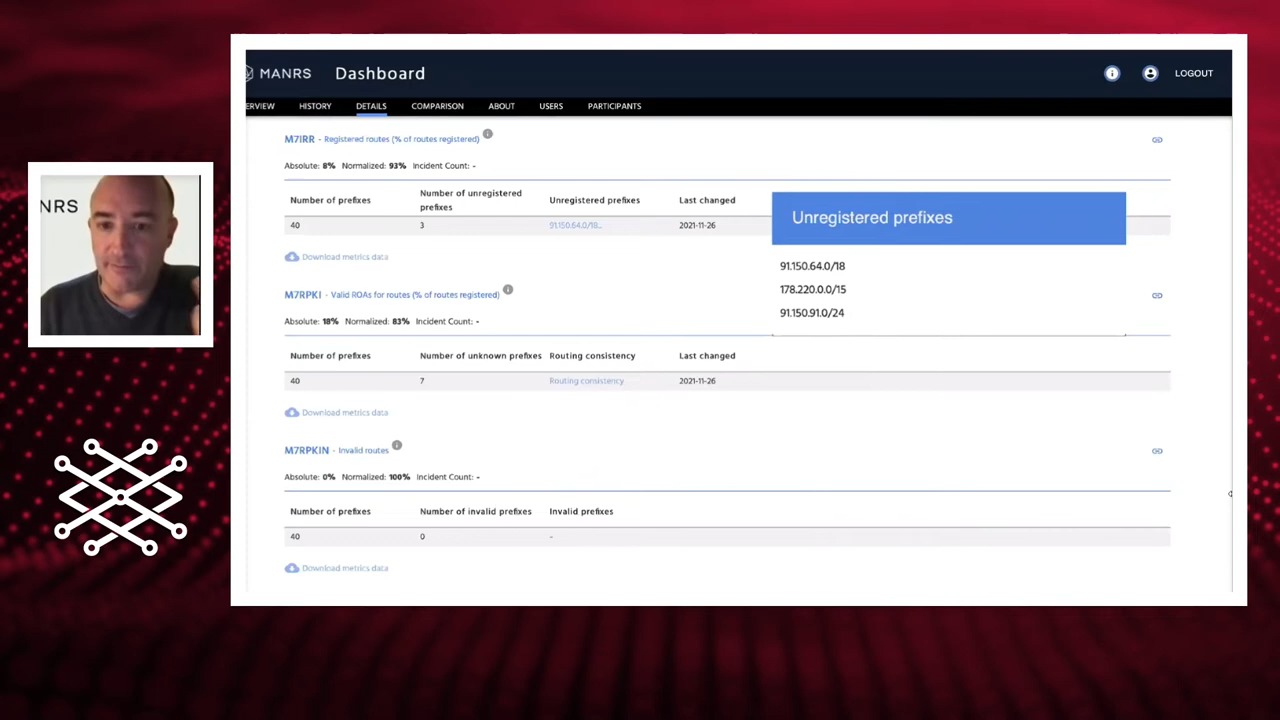 MANRS Dashboard LOGOUT
ERVIEW HISTORY DETAILS COMPARISON ABOUT USERS PARTICIPANTS
M7IRR - Registered routes (% of routes registered)
Absolute: 8% Normalized: 93% Incident Count: -
Number of prefixes Number of unregistered prefixes Unregistered prefixes Last changed
40 3 91.150.64.0/18... 2021-11-26
Download metrics data
Unregistered prefixes
91.150.64.0/18
178.220.0.0/15
91.150.91.0/24
M7RPKI - Valid ROAs for routes (% of routes registered)
Absolute: 18% Normalized: 83% Incident Count: -
Number of prefixes Number of unknown prefixes Routing consistency Last changed
40 7 Routing consistency 2021-11-26
Download metrics data
M7RPKIN - Invalid routes
Absolute: 0% Normalized: 100% Incident Count: -
Number of prefixes Number of invalid prefixes Invalid prefixes
40 0 -
Download metrics data
NRS